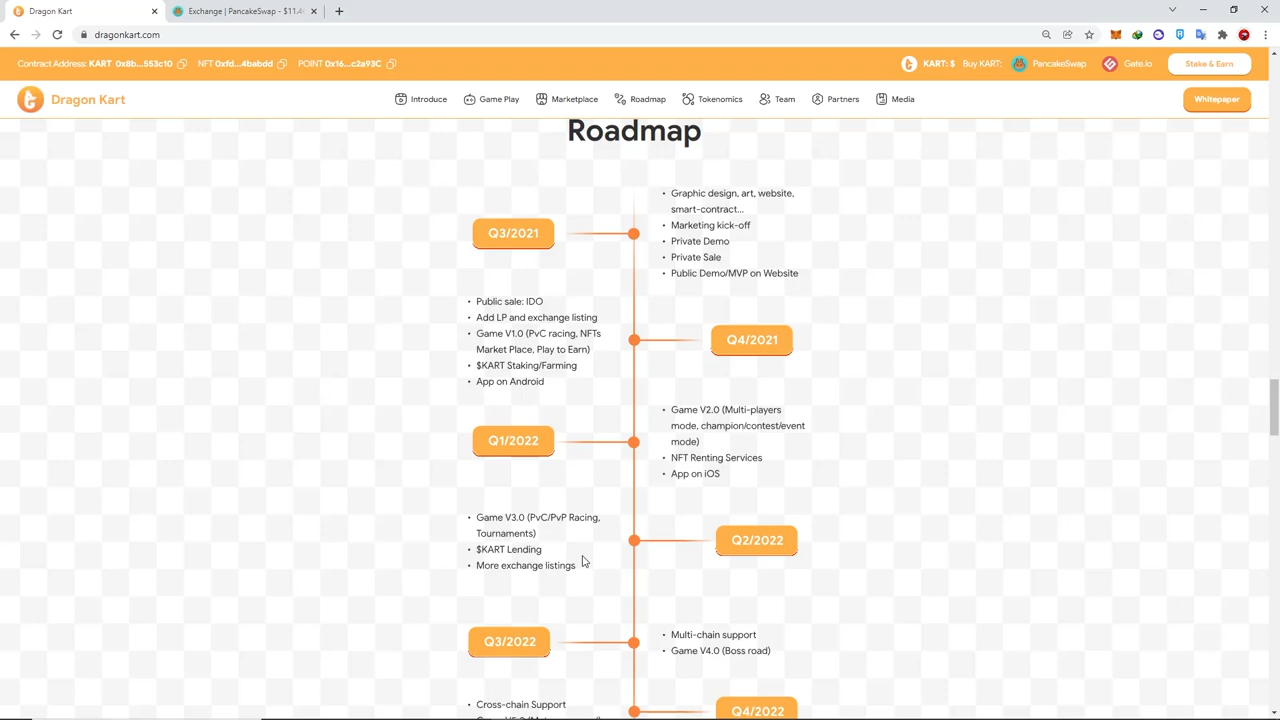 Dragon Kart
Exchange | PancakeSwap - $11.4
dragonkart.com
Contract Address: KART 0x8b...553c10 NFT 0xfd...4babdd POINT 0x16...c2a93C
KART: $ Buy KART: PancakeSwap Gate.io Stake & Earn
Dragon Kart Introduce Game Play Marketplace Roadmap Tokenomics Team Partners Media Whitepaper
Roadmap
Q3/2021
• Graphic design, art, website,
smart-contract...
• Marketing kick-off
• Private Demo
• Private Sale
• Public Demo/MVP on Website
• Public sale: IDO
• Add LP and exchange listing
• Game V1.0 (PvC racing, NFTs
Market Place, Play to Earn)
• $KART Staking/Farming
• App on Android
Q4/2021
Q1/2022
• Game V2.0 (Multi-players
mode, champion/contest/event
mode)
• NFT Renting Services
• App on iOS
• Game V3.0 (PvC/PvP Racing,
Tournaments)
• $KART Lending
• More exchange listings
Q2/2022
Q3/2022
• Multi-chain support
• Game V4.0 (Boss road)
• Cross-chain Support
Q4/2022